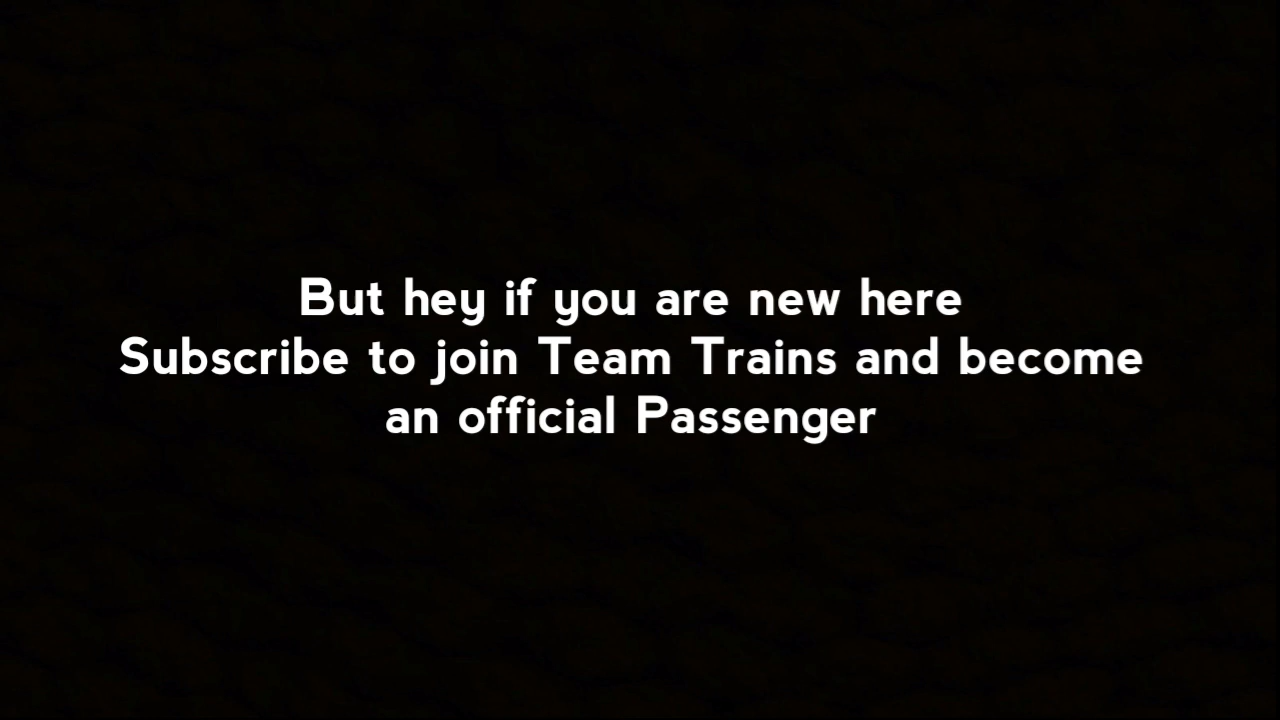 But hey if you are new here
Subscribe to join Team Trains and become
an official Passenger